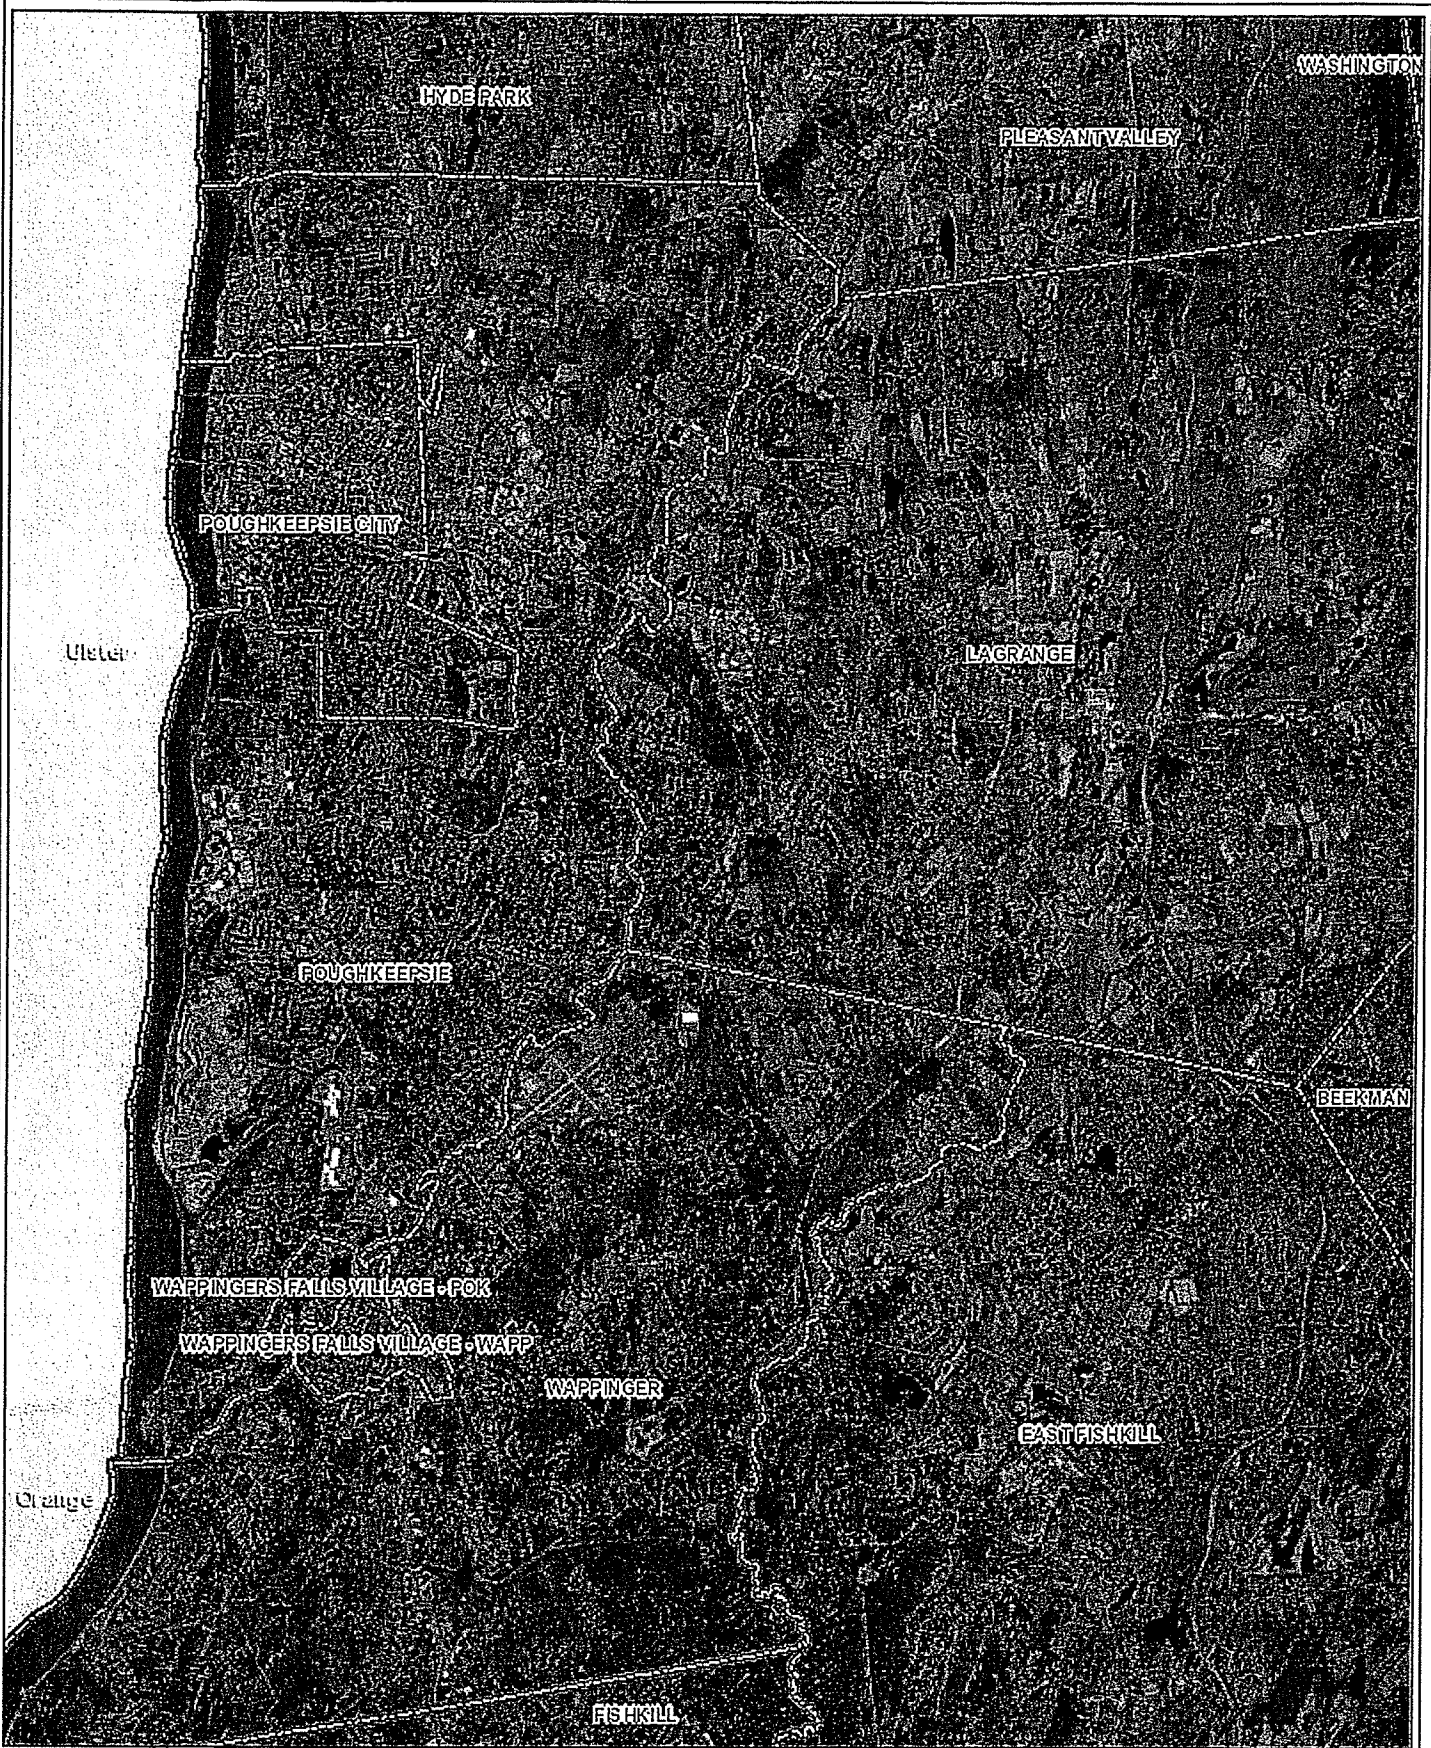 WASHINGTON
HYDE PARK
PLEASANT VALLEY
POUGHKEEPSIE CITY
Ulster
LAGRANGE
POUGHKEEPSIE
BEEKMAN
WAPPINGERS FALLS VILLAGE - POK
WAPPINGERS FALLS VILLAGE - WAPP
WAPPINGER
EAST FISHKILL
Orange
FISHKILL